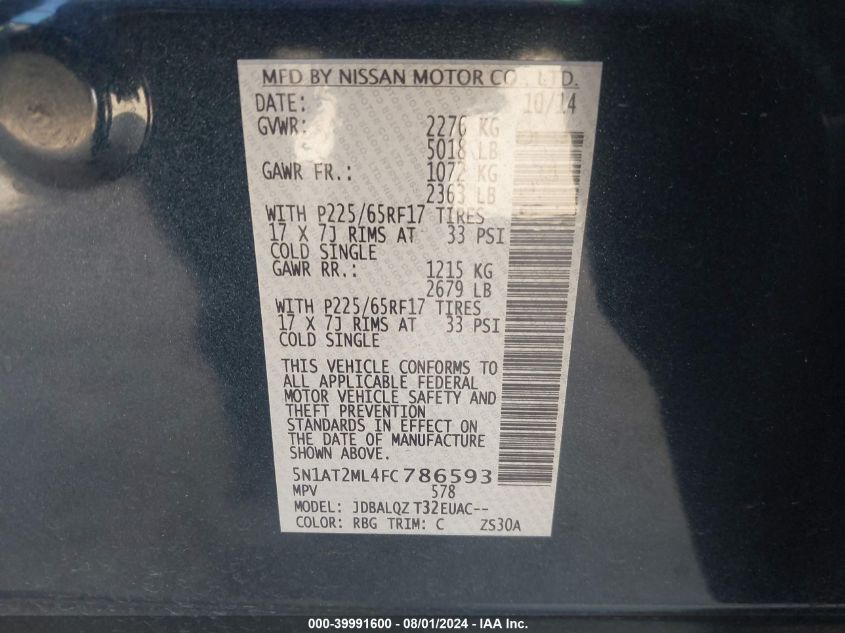 MFD BY NISSAN MOTOR CO., LTD.
DATE: 10/14
GVWR: 2276 KG
5018 LB
GAWR FR.: 1072 KG
2363 LB
WITH P225/65RF17 TIRES
17 X 7J RIMS AT 33 PSI
COLD SINGLE
GAWR RR.: 1215 KG
2679 LB
WITH P225/65RF17 TIRES
17 X 7J RIMS AT 33 PSI
COLD SINGLE
THIS VEHICLE CONFORMS TO
ALL APPLICABLE FEDERAL
MOTOR VEHICLE SAFETY AND
THEFT PREVENTION
STANDARDS IN EFFECT ON
THE DATE OF MANUFACTURE
SHOWN ABOVE.
5N1AT2ML4FC786593
MPV 578
MODEL: JDBALQZ T32EUAC--
COLOR: RBG TRIM: C ZS30A
000-39991600 - 08/01/2024 - IAA Inc.